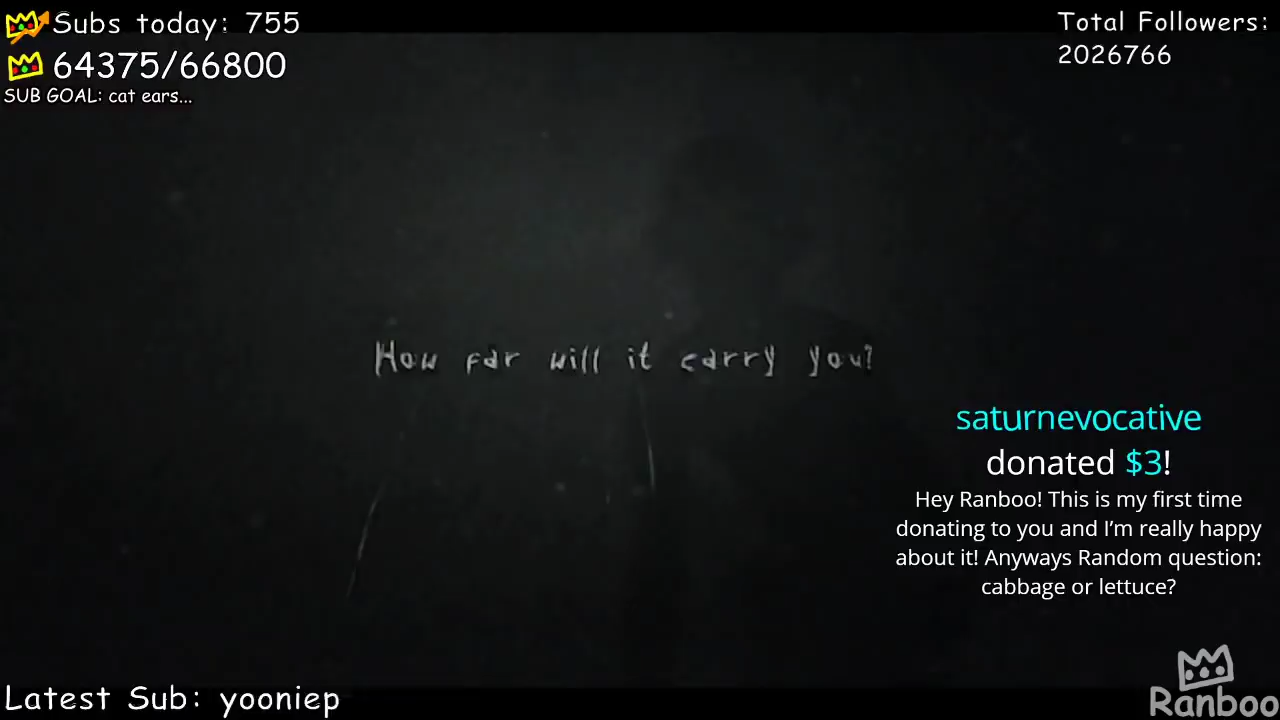 Subs today: 755
64375/66800
SUB GOAL: cat ears...
Total Followers:
2026766
How far will it carry you?
saturnevocative
donated $3!
Hey Ranboo! This is my first time
donating to you and I’m really happy
about it! Anyways Random question:
cabbage or lettuce?
Latest Sub: yooniep
Ranboo